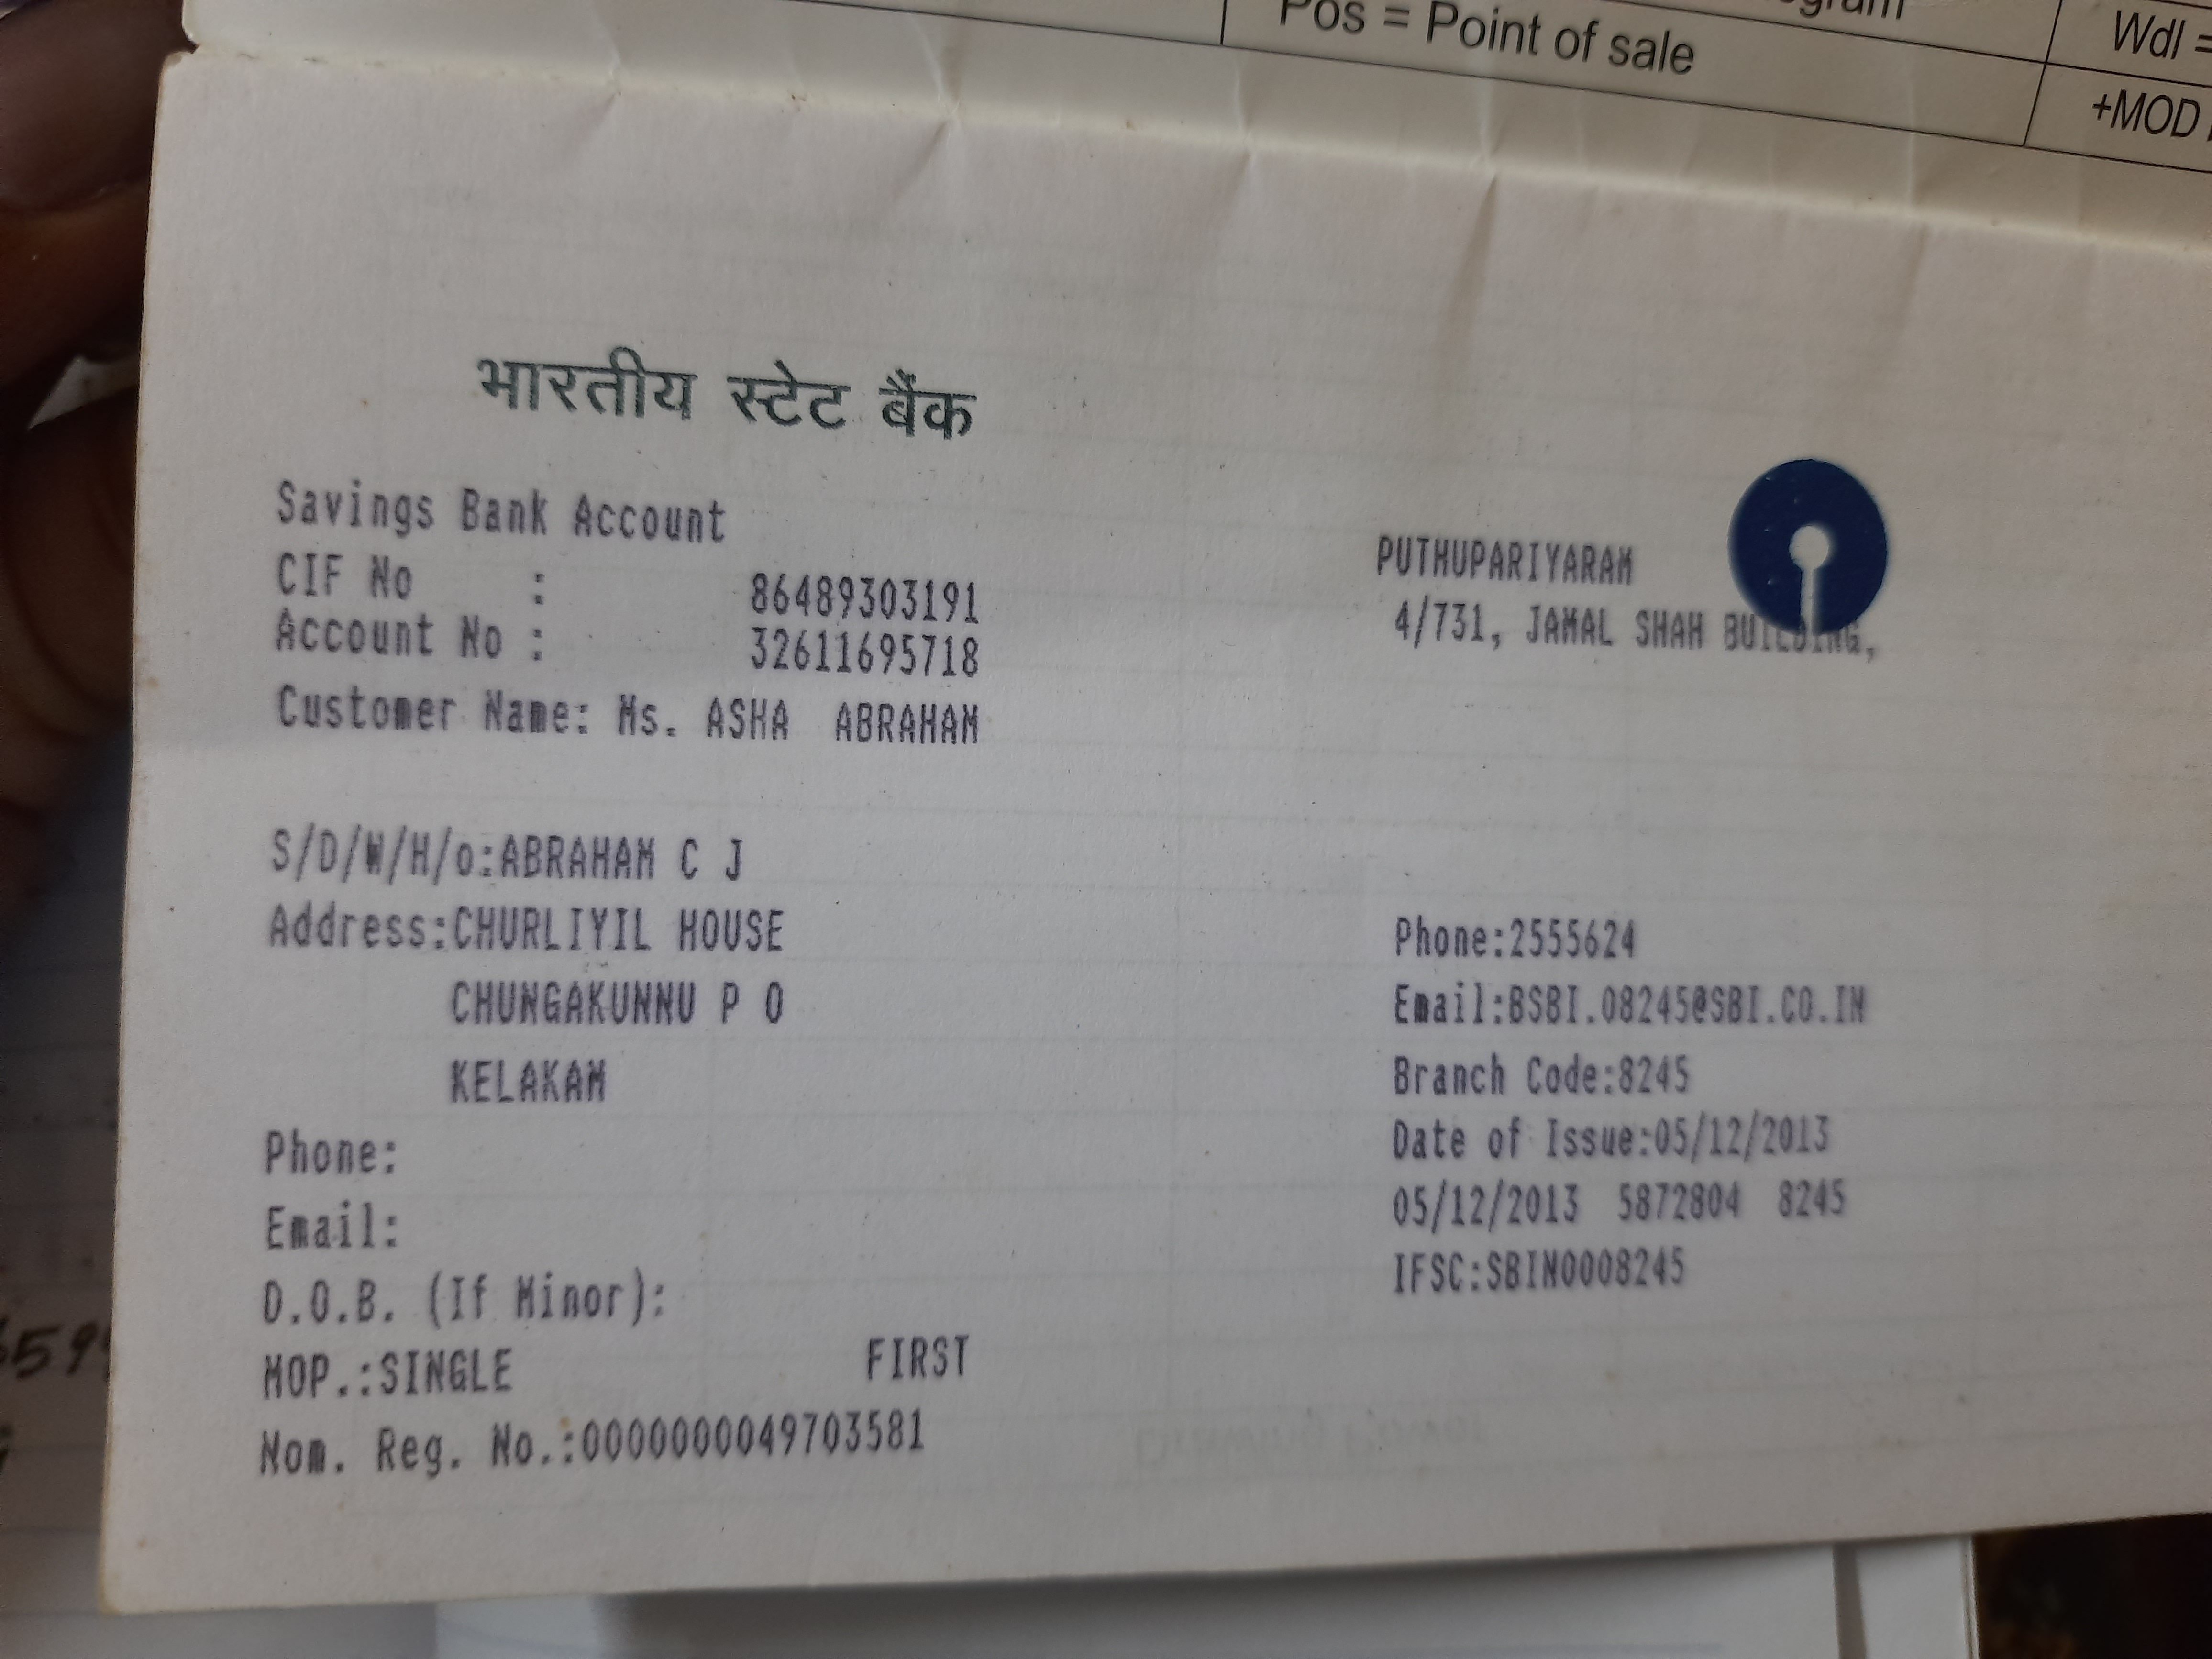 भारतीय स्टेट बैंक
Savings Bank Account
CIF No : 86489303191
Account No : 32611695718
Customer Name: Ms. ASHA ABRAHAM
S/D/W/H/o:ABRAHAM C J
Address:CHURLIYIL HOUSE
CHUNGAKUNNU P O
KELAKAM
Phone:
Email:
D.O.B. (If Minor):
MOP.:SINGLE FIRST
Nom. Reg. No.:0000000000049703581
PUTHUPARIYARAM
4/731, JAMAL SHAH BUILDING,
Phone:2555624
Email:BSBI.08245@SBI.CO.IN
Branch Code:8245
Date of Issue:05/12/2013
05/12/2013 5872804 8245
IFSC:SBIN0008245
Pos = Point of sale
Wdl =
+MOD